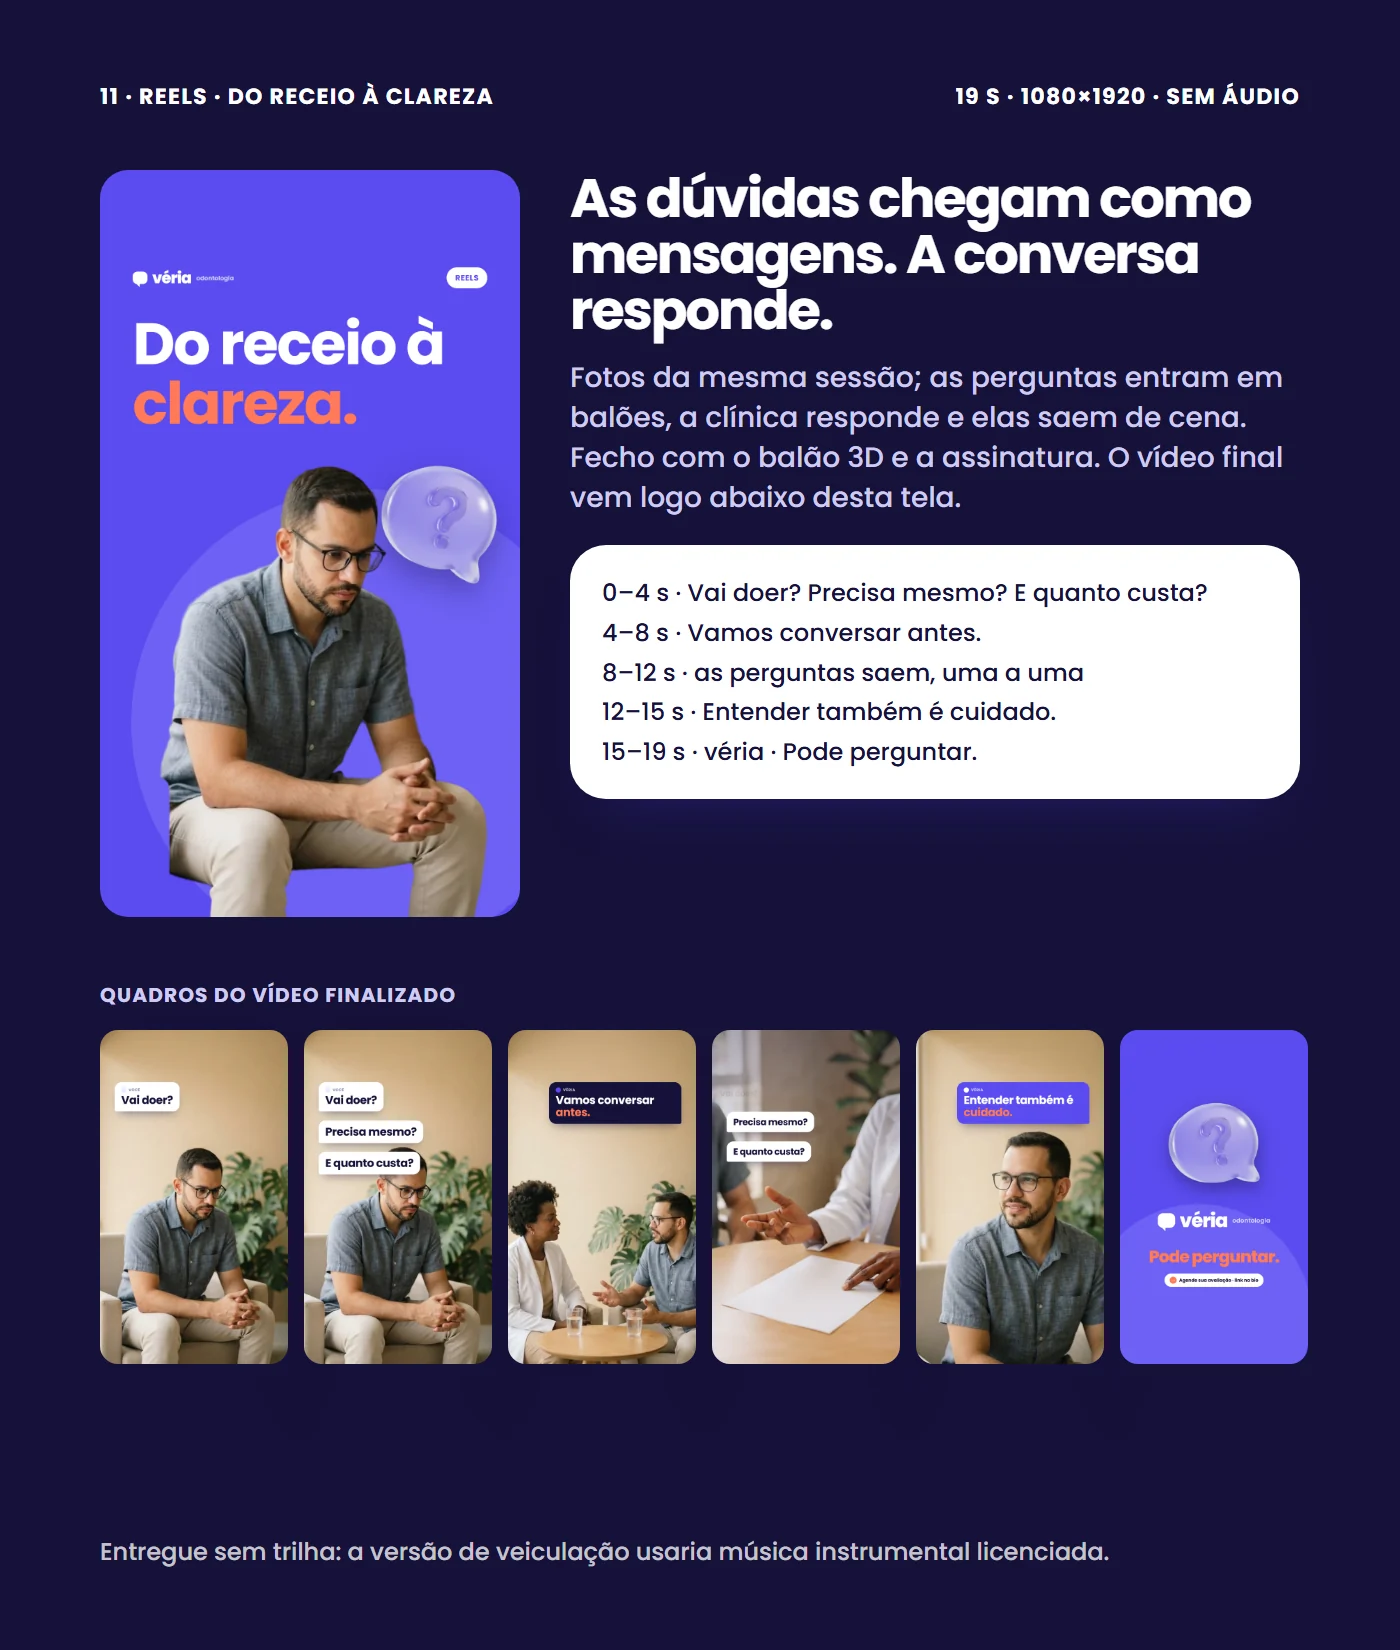 11 · REELS · DO RECEIO À CLAREZA
19 S · 1080×1920 · SEM ÁUDIO
véria odontologia
REELS
Do receio à
clareza.
?
As dúvidas chegam como
mensagens. A conversa
responde.
Fotos da mesma sessão; as perguntas entram em
balões, a clínica responde e elas saem de cena.
Fecho com o balão 3D e a assinatura. O vídeo final
vem logo abaixo desta tela.
0–4 s · Vai doer? Precisa mesmo? E quanto custa?
4–8 s · Vamos conversar antes.
8–12 s · as perguntas saem, uma a uma
12–15 s · Entender também é cuidado.
15–19 s · véria · Pode perguntar.
QUADROS DO VÍDEO FINALIZADO
VOCÊ
Vai doer?
VOCÊ
Vai doer?
Precisa mesmo?
E quanto custa?
VÉRIA
Vamos conversar
antes.
Precisa mesmo?
E quanto custa?
VÉRIA
Entender também é
cuidado.
?
véria odontologia
Pode perguntar.
Agende sua avaliação · link na bio
Entregue sem trilha: a versão de veiculação usaria música instrumental licenciada.